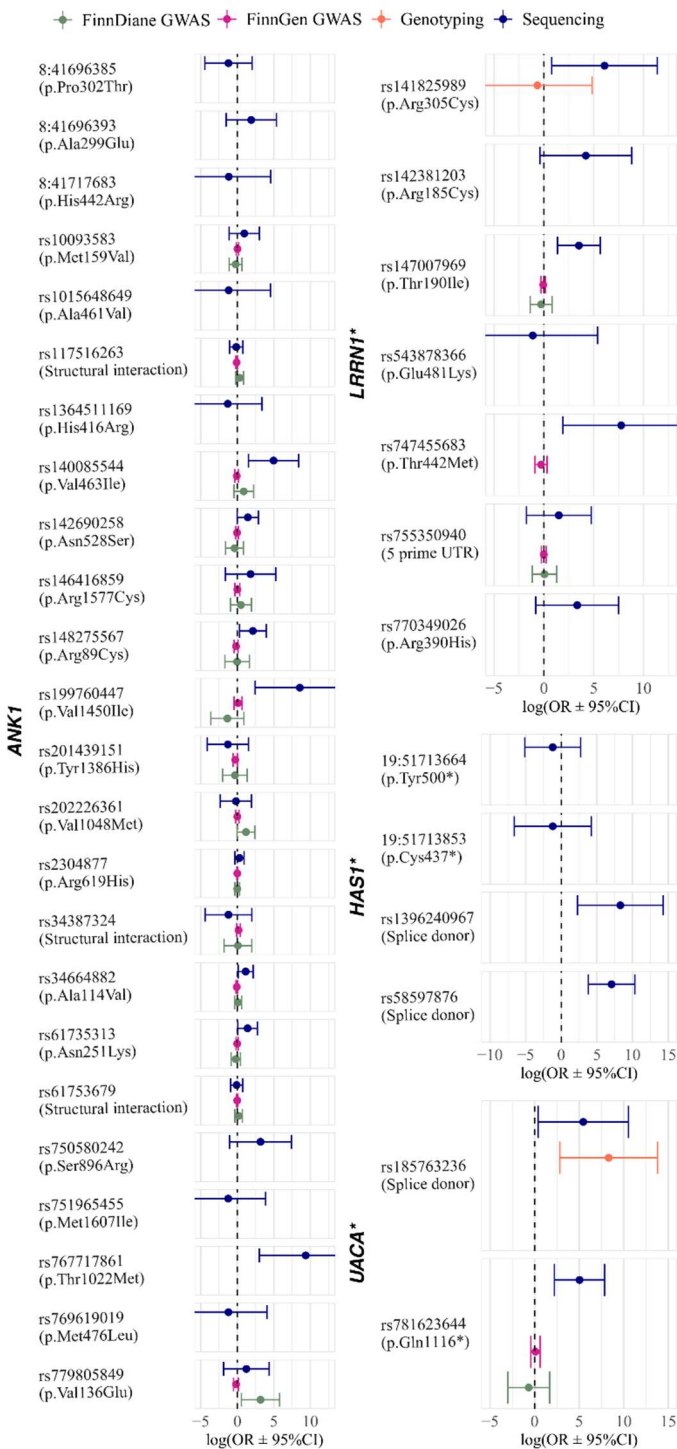 FinnDiane GWAS FinnGen GWAS Genotyping Sequencing
ANK1
8:41696385
(p.Pro302Thr)
8:41696393
(p.Ala299Glu)
8:41717683
(p.His442Arg)
rs10093583
(p.Met159Val)
rs1015648649
(p.Ala461Val)
rs117516263
(Structural interaction)
rs1364511169
(p.His416Arg)
rs140085544
(p.Val463Ile)
rs142690258
(p.Asn528Ser)
rs146416859
(p.Arg1577Cys)
rs148275567
(p.Arg89Cys)
rs199760447
(p.Val1450Ile)
rs201439151
(p.Tyr1386His)
rs202226361
(p.Val1048Met)
rs2304877
(p.Arg619His)
rs34387324
(Structural interaction)
rs34664882
(p.Ala114Val)
rs61735313
(p.Asn251Lys)
rs61753679
(Structural interaction)
rs750580242
(p.Ser896Arg)
rs751965455
(p.Met1607Ile)
rs767717861
(p.Thr1022Met)
rs769619019
(p.Met476Leu)
rs779805849
(p.Val136Glu)
−5 0 5 10
log(OR ± 95%CI)
LRRN1*
rs141825989
(p.Arg305Cys)
rs142381203
(p.Arg185Cys)
rs147007969
(p.Thr190Ile)
rs543878366
(p.Glu481Lys)
rs747455683
(p.Thr442Met)
rs755350940
(5 prime UTR)
rs770349026
(p.Arg390His)
−5 0 5 10
log(OR ± 95%CI)
HAS1*
19:51713664
(p.Tyr500*)
19:51713853
(p.Cys437*)
rs1396240967
(Splice donor)
rs58597876
(Splice donor)
−10 −5 0 5 10 15
log(OR ± 95%CI)
UACA*
rs185763236
(Splice donor)
rs781623644
(p.Gln1116*)
−5 0 5 10 15
log(OR ± 95%CI)